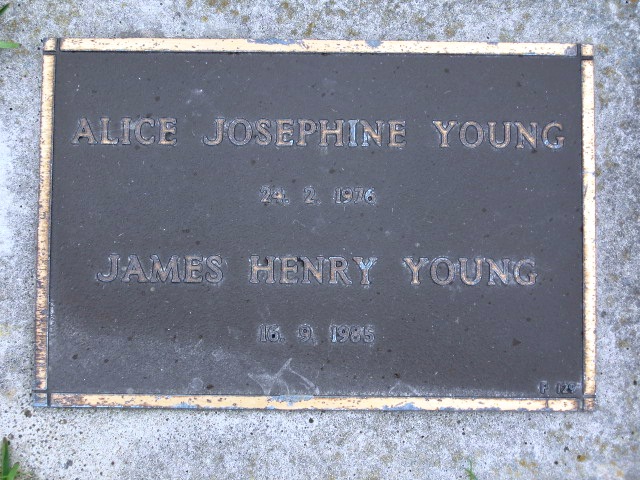 ALICE JOSEPHINE YOUNG
24. 2. 1976
JAMES HENRY YOUNG
16. 9. 1985